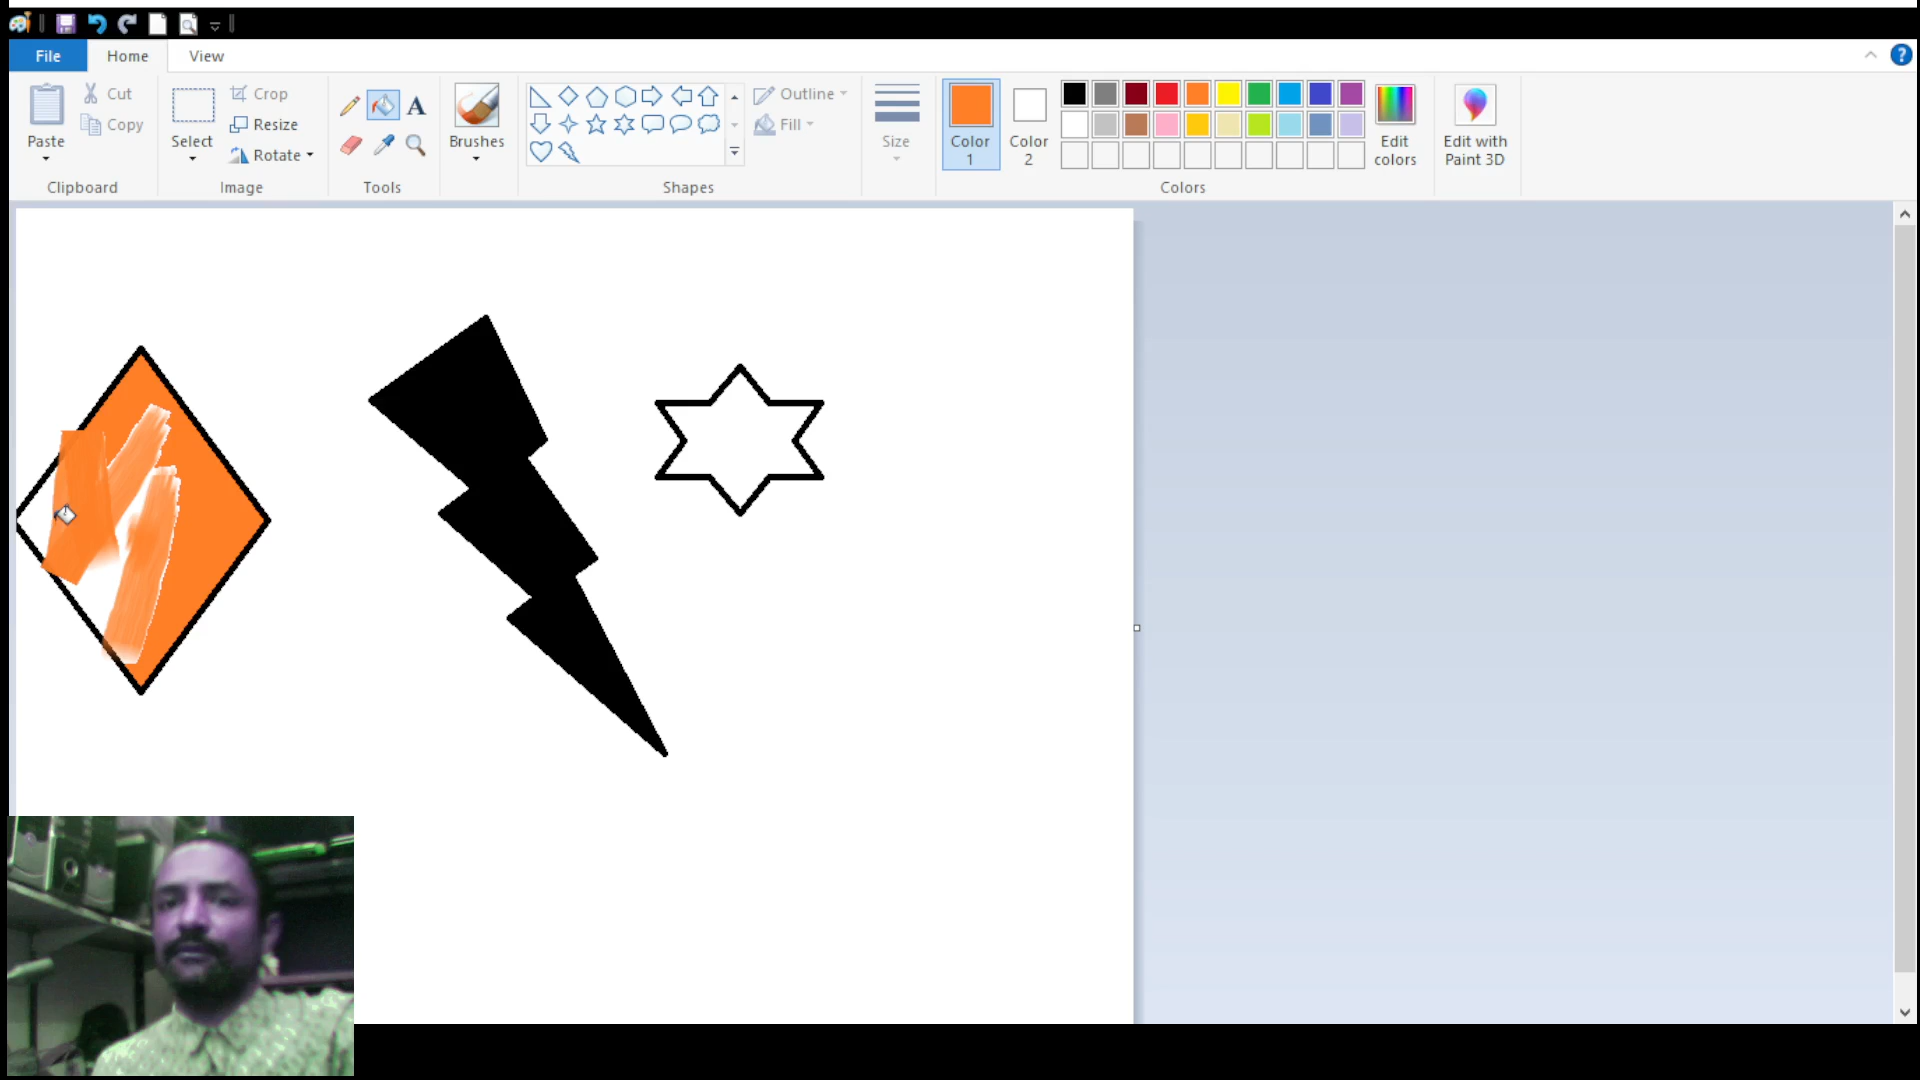 File Home View
Paste
Cut
Copy
Clipboard
Select
Crop
Resize
Rotate
Image
A
Tools
Brushes
Shapes
Outline
Fill
Size
Color
1
Color
2
Colors
Edit
colors
Edit with
Paint 3D
?